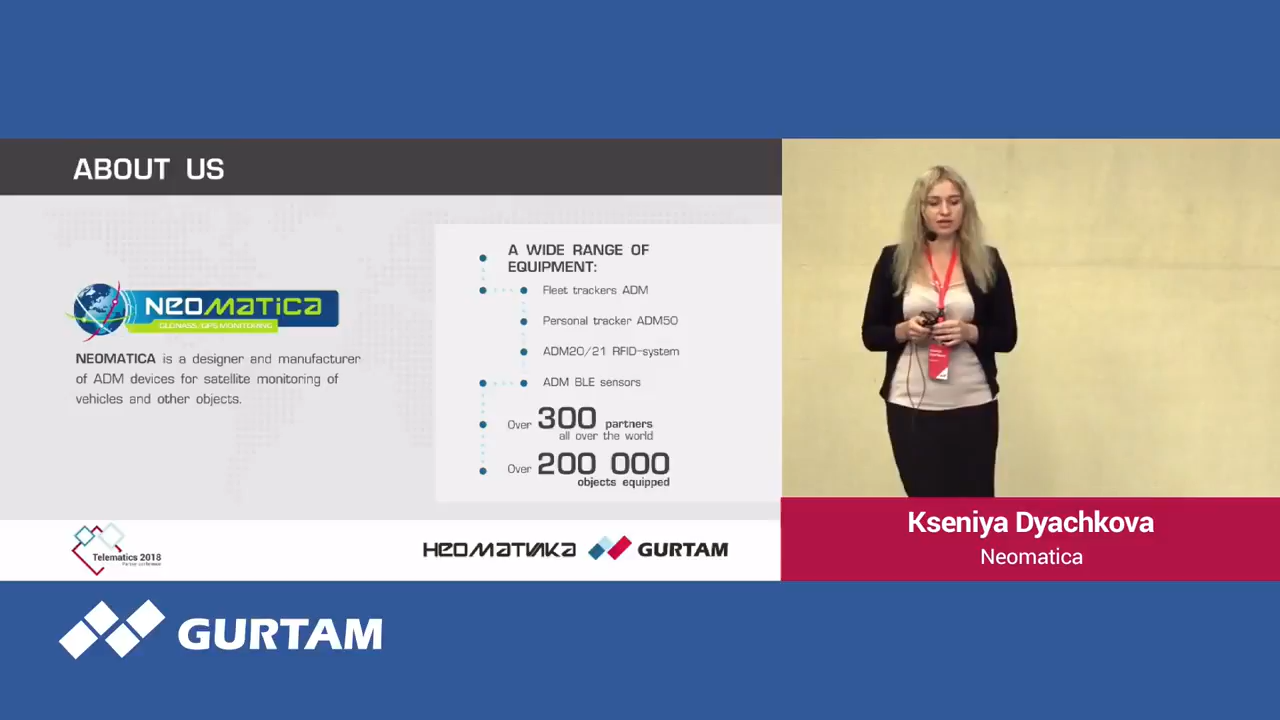 ABOUT US
NEOMATICA
GLONASS/GPS MONITORING
NEOMATICA is a designer and manufacturer
of ADM devices for satellite monitoring of
vehicles and other objects.
A WIDE RANGE OF
EQUIPMENT:
Fleet trackers ADM
Personal tracker ADM50
ADM20/21 RFID-system
ADM BLE sensors
Over 300 partners
all over the world
Over 200 000
objects equipped
Telematics 2018
Partner conference
НЕОМАТИКА GURTAM
Kseniya Dyachkova
Neomatica
GURTAM